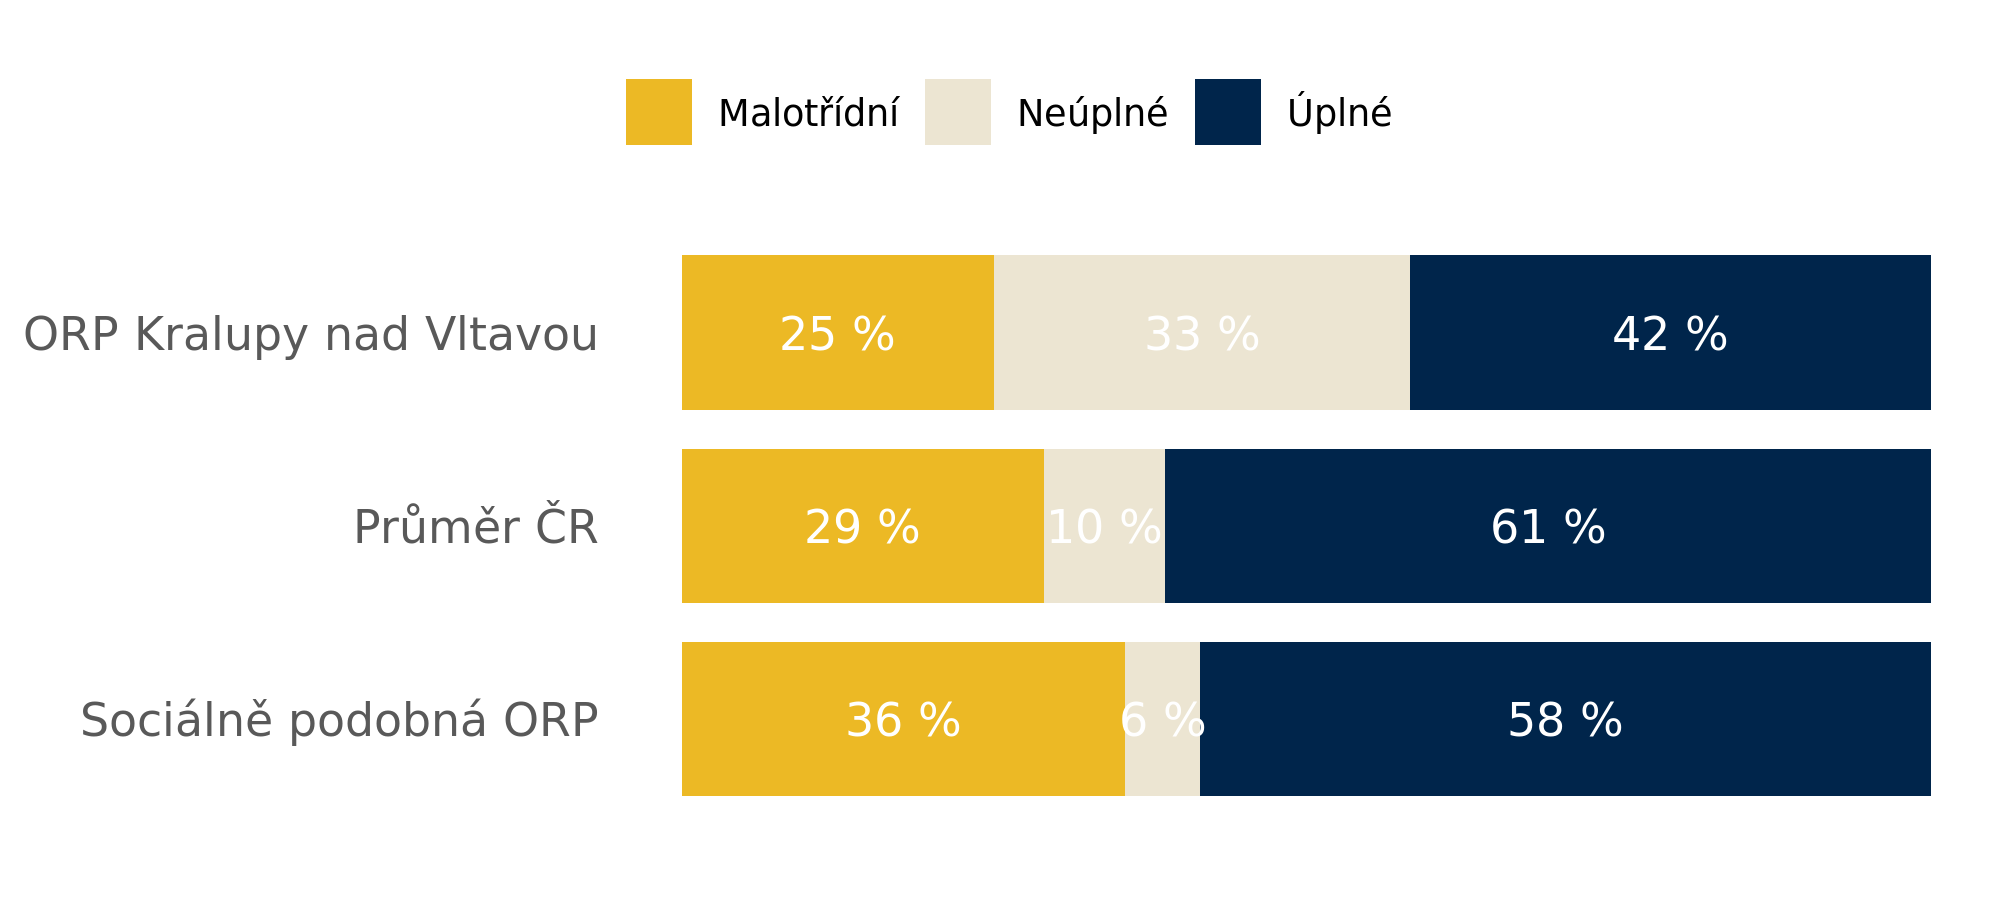 Malotřídní Neúplné Úplné
ORP Kralupy nad Vltavou 25 % 33 % 42 %
Průměr ČR 29 % 10 % 61 %
Sociálně podobná ORP 36 % 6 % 58 %